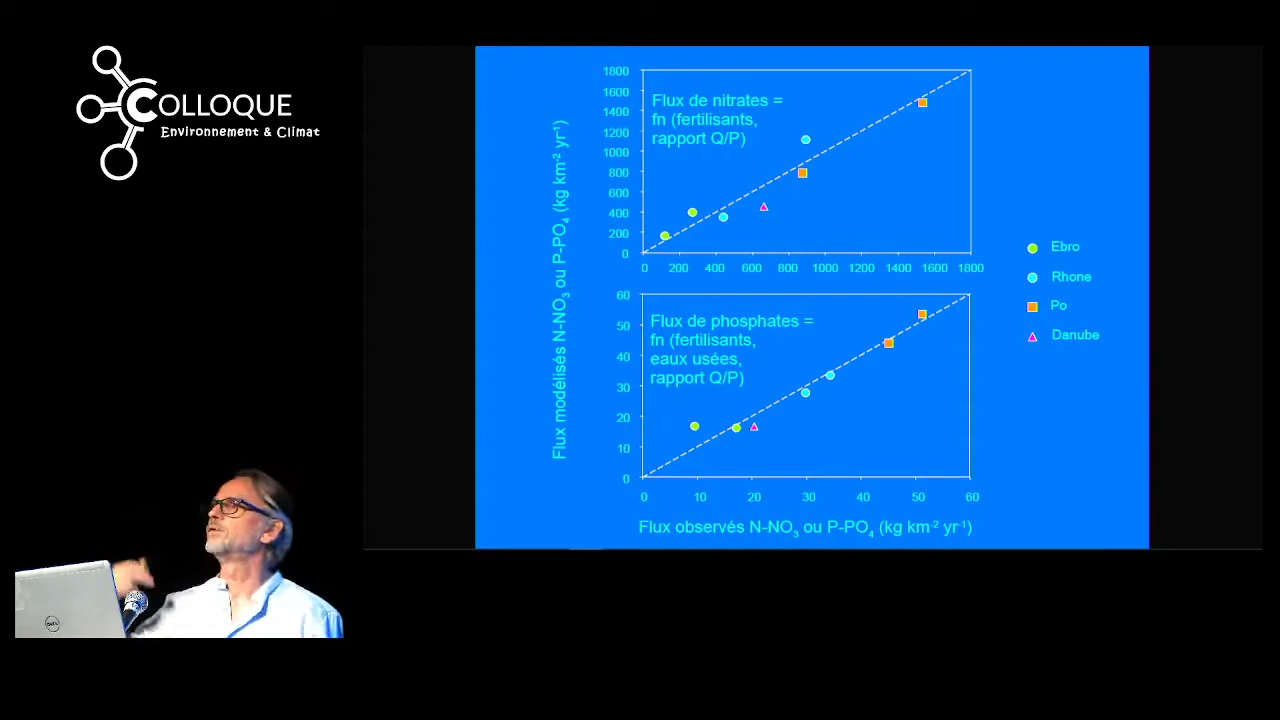 COLLOQUE
Environnement & Climat
Flux modélisés N-NO3 ou P-PO4 (kg km-2 yr-1)
1800
1600
1400
1200
1000
800
600
400
200
0
Flux de nitrates =
fn (fertilisants,
rapport Q/P)
0 200 400 600 800 1000 1200 1400 1600 1800
60
50
40
30
20
10
0
Flux de phosphates =
fn (fertilisants,
eaux usées,
rapport Q/P)
0 10 20 30 40 50 60
Flux observés N-NO3 ou P-PO4 (kg km-2 yr-1)
Ebro
Rhone
Po
Danube
DELL